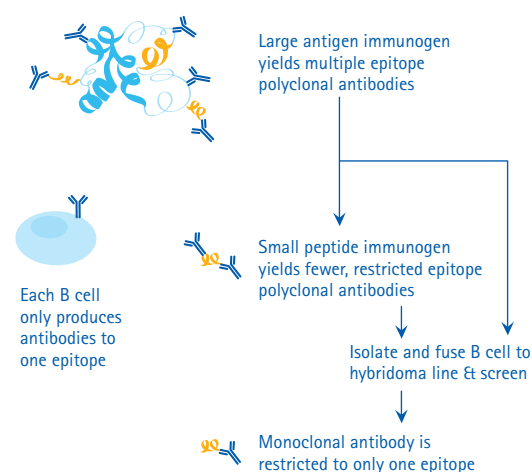 Large antigen immunogen
yields multiple epitope
polyclonal antibodies
Small peptide immunogen
yields fewer, restricted epitope
polyclonal antibodies
Each B cell
only produces
antibodies to
one epitope
Isolate and fuse B cell to
hybridoma line & screen
Monoclonal antibody is
restricted to only one epitope